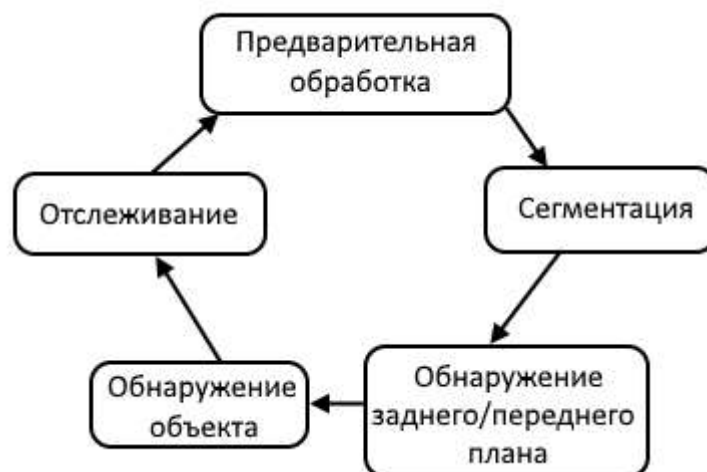 Предварительная
обработка
Отслеживание
Сегментация
Обнаружение
объекта
Обнаружение
заднего/переднего
плана